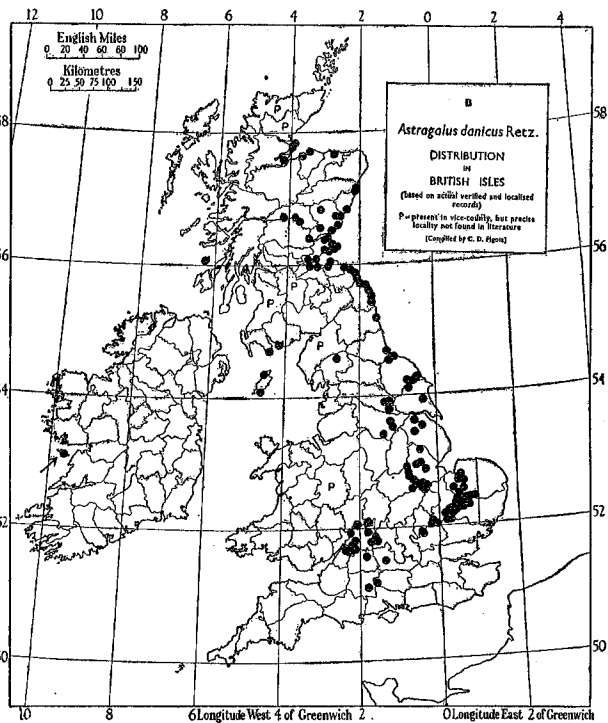 12 10 8 6 4 2 0 2 4
English Miles
0 20 40 60 80 100
Kilometres
0 25 50 75 100 150
B
Astragalus danicus Retz.
DISTRIBUTION
IN
BRITISH ISLES
(based on actual verified and localised
records)
P = present in vice-county, but precise
locality not found in literature
[Compiled by C. D. Pigott]
P
P
58
58
56
56
P
P
P
54
54
P
52
52
50
50
10 8 6 Longitude West 4 of Greenwich 2 0 Longitude East 2 of Greenwich